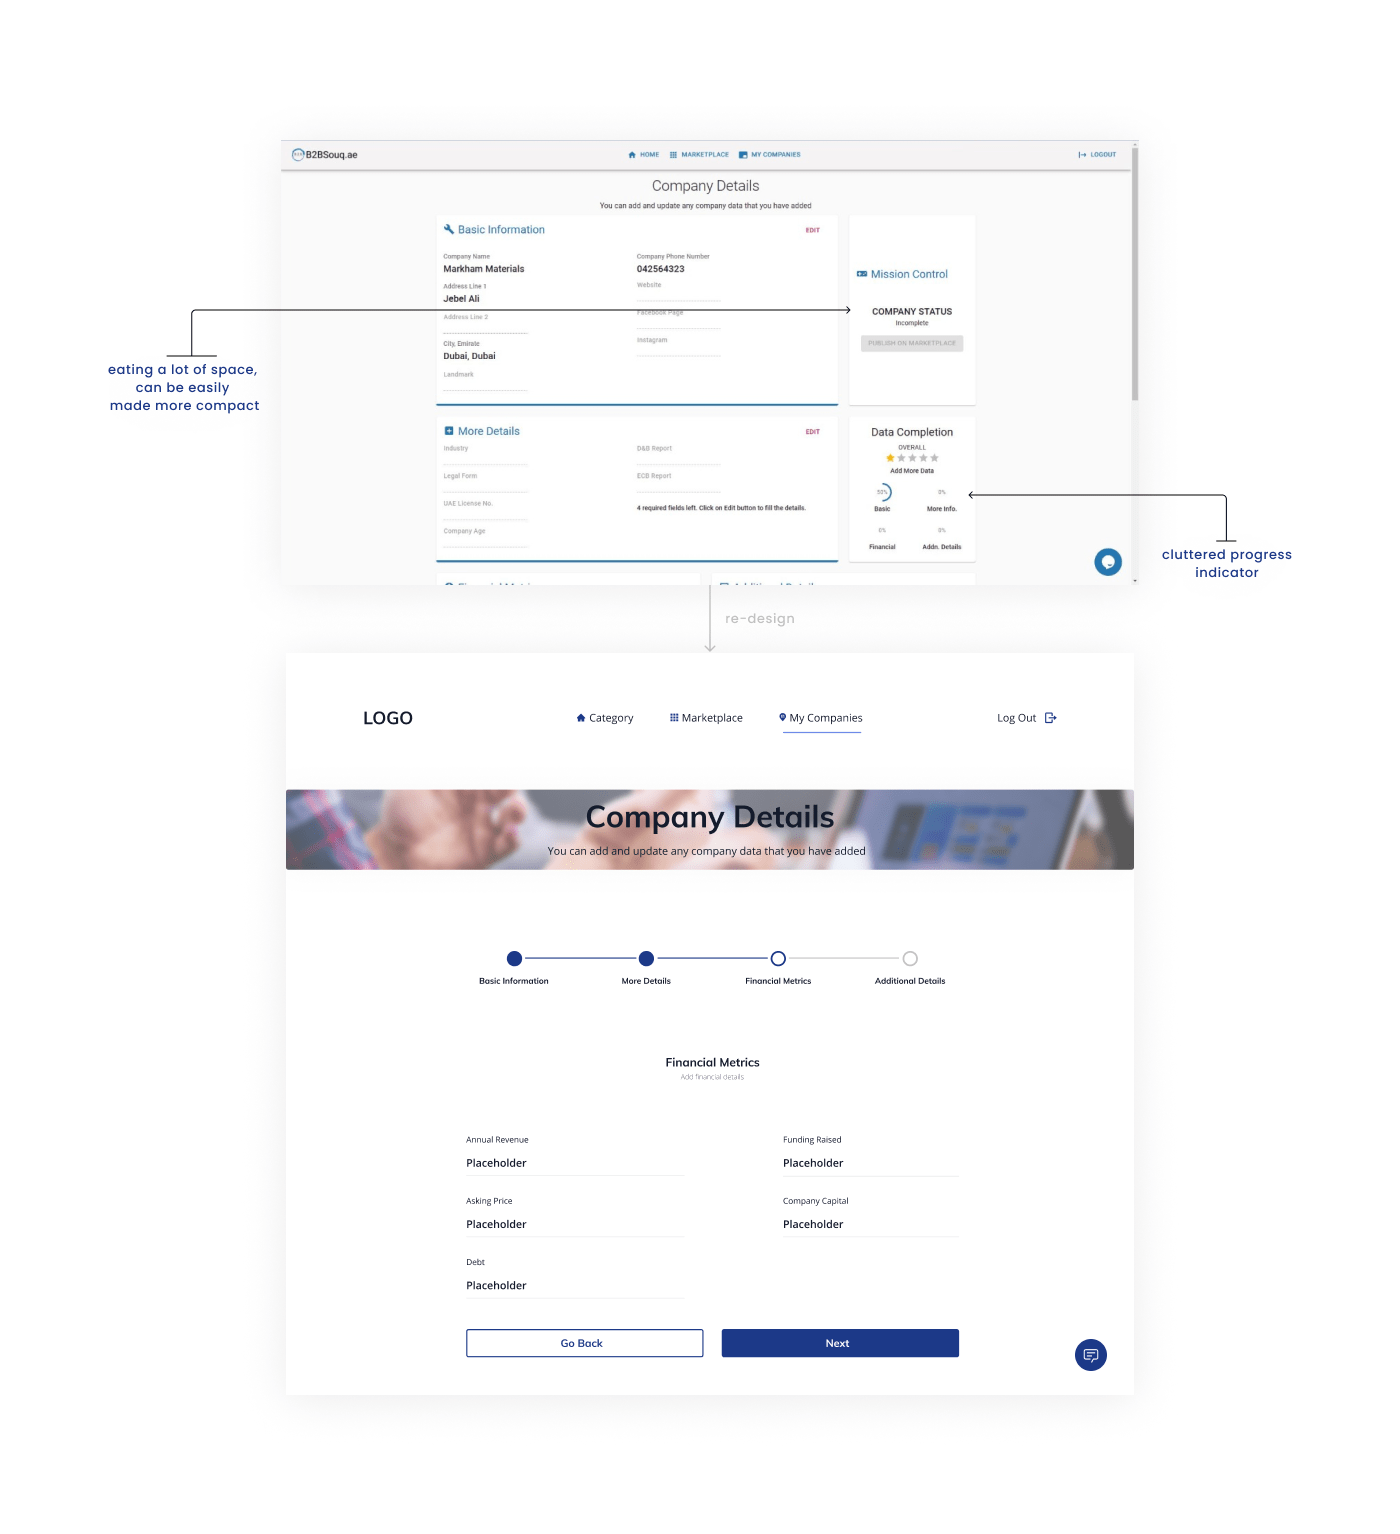 B2BSouq.ae
HOME
MARKETPLACE
MY COMPANIES
LOGOUT
Company Details
You can add and update any company data that you have added
Basic Information
EDIT
Company Name
Markham Materials
Address Line 1
Jebel Ali
Address Line 2
City, Emirate
Dubai, Dubai
Landmark
Company Phone Number
042564323
Website
Facebook Page
Instagram
Mission Control
COMPANY STATUS
Incomplete
PUBLISH ON MARKETPLACE
eating a lot of space,
can be easily
made more compact
More Details
EDIT
Industry
Legal Form
UAE License No.
Company Age
D&B Report
ECB Report
4 required fields left. Click on Edit button to fill the details.
Data Completion
OVERALL
Add More Data
50%
Basic
0%
More Info.
0%
Financial
0%
Addn. Details
cluttered progress
indicator
re-design
LOGO
Category
Marketplace
My Companies
Log Out
Company Details
You can add and update any company data that you have added
Basic Information
More Details
Financial Metrics
Additional Details
Financial Metrics
Add financial details
Annual Revenue
Placeholder
Funding Raised
Placeholder
Asking Price
Placeholder
Company Capital
Placeholder
Debt
Placeholder
Go Back
Next